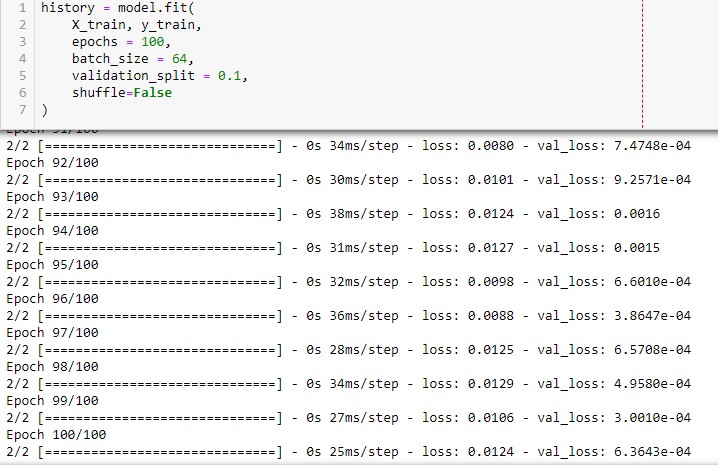 1 history = model.fit(
2 X_train, y_train,
3 epochs = 100,
4 batch_size = 64,
5 validation_split = 0.1,
6 shuffle=False
7 )
Epoch 91/100
2/2 [==============================] - 0s 34ms/step - loss: 0.0080 - val_loss: 7.4748e-04
Epoch 92/100
2/2 [==============================] - 0s 30ms/step - loss: 0.0101 - val_loss: 9.2571e-04
Epoch 93/100
2/2 [==============================] - 0s 38ms/step - loss: 0.0124 - val_loss: 0.0016
Epoch 94/100
2/2 [==============================] - 0s 31ms/step - loss: 0.0127 - val_loss: 0.0015
Epoch 95/100
2/2 [==============================] - 0s 32ms/step - loss: 0.0098 - val_loss: 6.6010e-04
Epoch 96/100
2/2 [==============================] - 0s 36ms/step - loss: 0.0088 - val_loss: 3.8647e-04
Epoch 97/100
2/2 [==============================] - 0s 28ms/step - loss: 0.0125 - val_loss: 6.5708e-04
Epoch 98/100
2/2 [==============================] - 0s 34ms/step - loss: 0.0129 - val_loss: 4.9580e-04
Epoch 99/100
2/2 [==============================] - 0s 27ms/step - loss: 0.0106 - val_loss: 3.0010e-04
Epoch 100/100
2/2 [==============================] - 0s 25ms/step - loss: 0.0124 - val_loss: 6.3643e-04